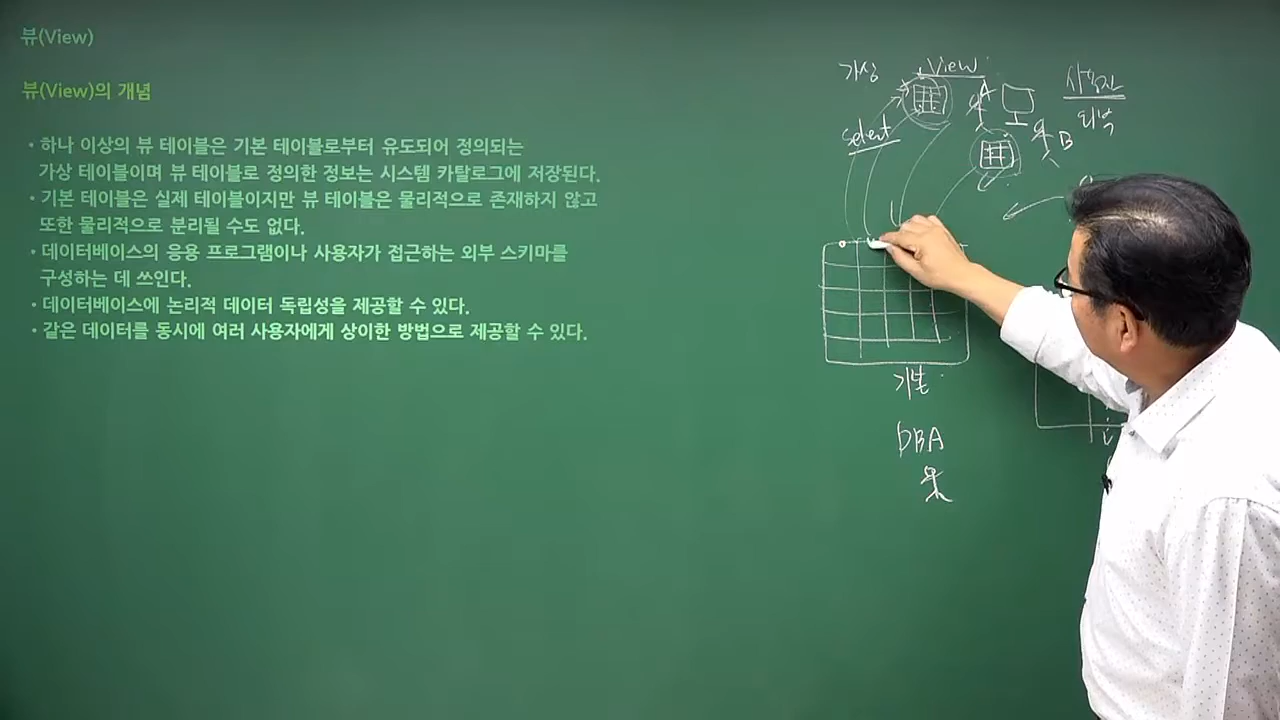 뷰(View)
뷰(View)의 개념
• 하나 이상의 뷰 테이블은 기본 테이블로부터 유도되어 정의되는
가상 테이블이며 뷰 테이블로 정의한 정보는 시스템 카탈로그에 저장된다.
• 기본 테이블은 실제 테이블이지만 뷰 테이블은 물리적으로 존재하지 않고
또한 물리적으로 분리될 수도 없다.
• 데이터베이스의 응용 프로그램이나 사용자가 접근하는 외부 스키마를
구성하는 데 쓰인다.
• 데이터베이스에 논리적 데이터 독립성을 제공할 수 있다.
• 같은 데이터를 동시에 여러 사용자에게 상이한 방법으로 제공할 수 있다.
가상 View
A
Select
B
기본
DBA